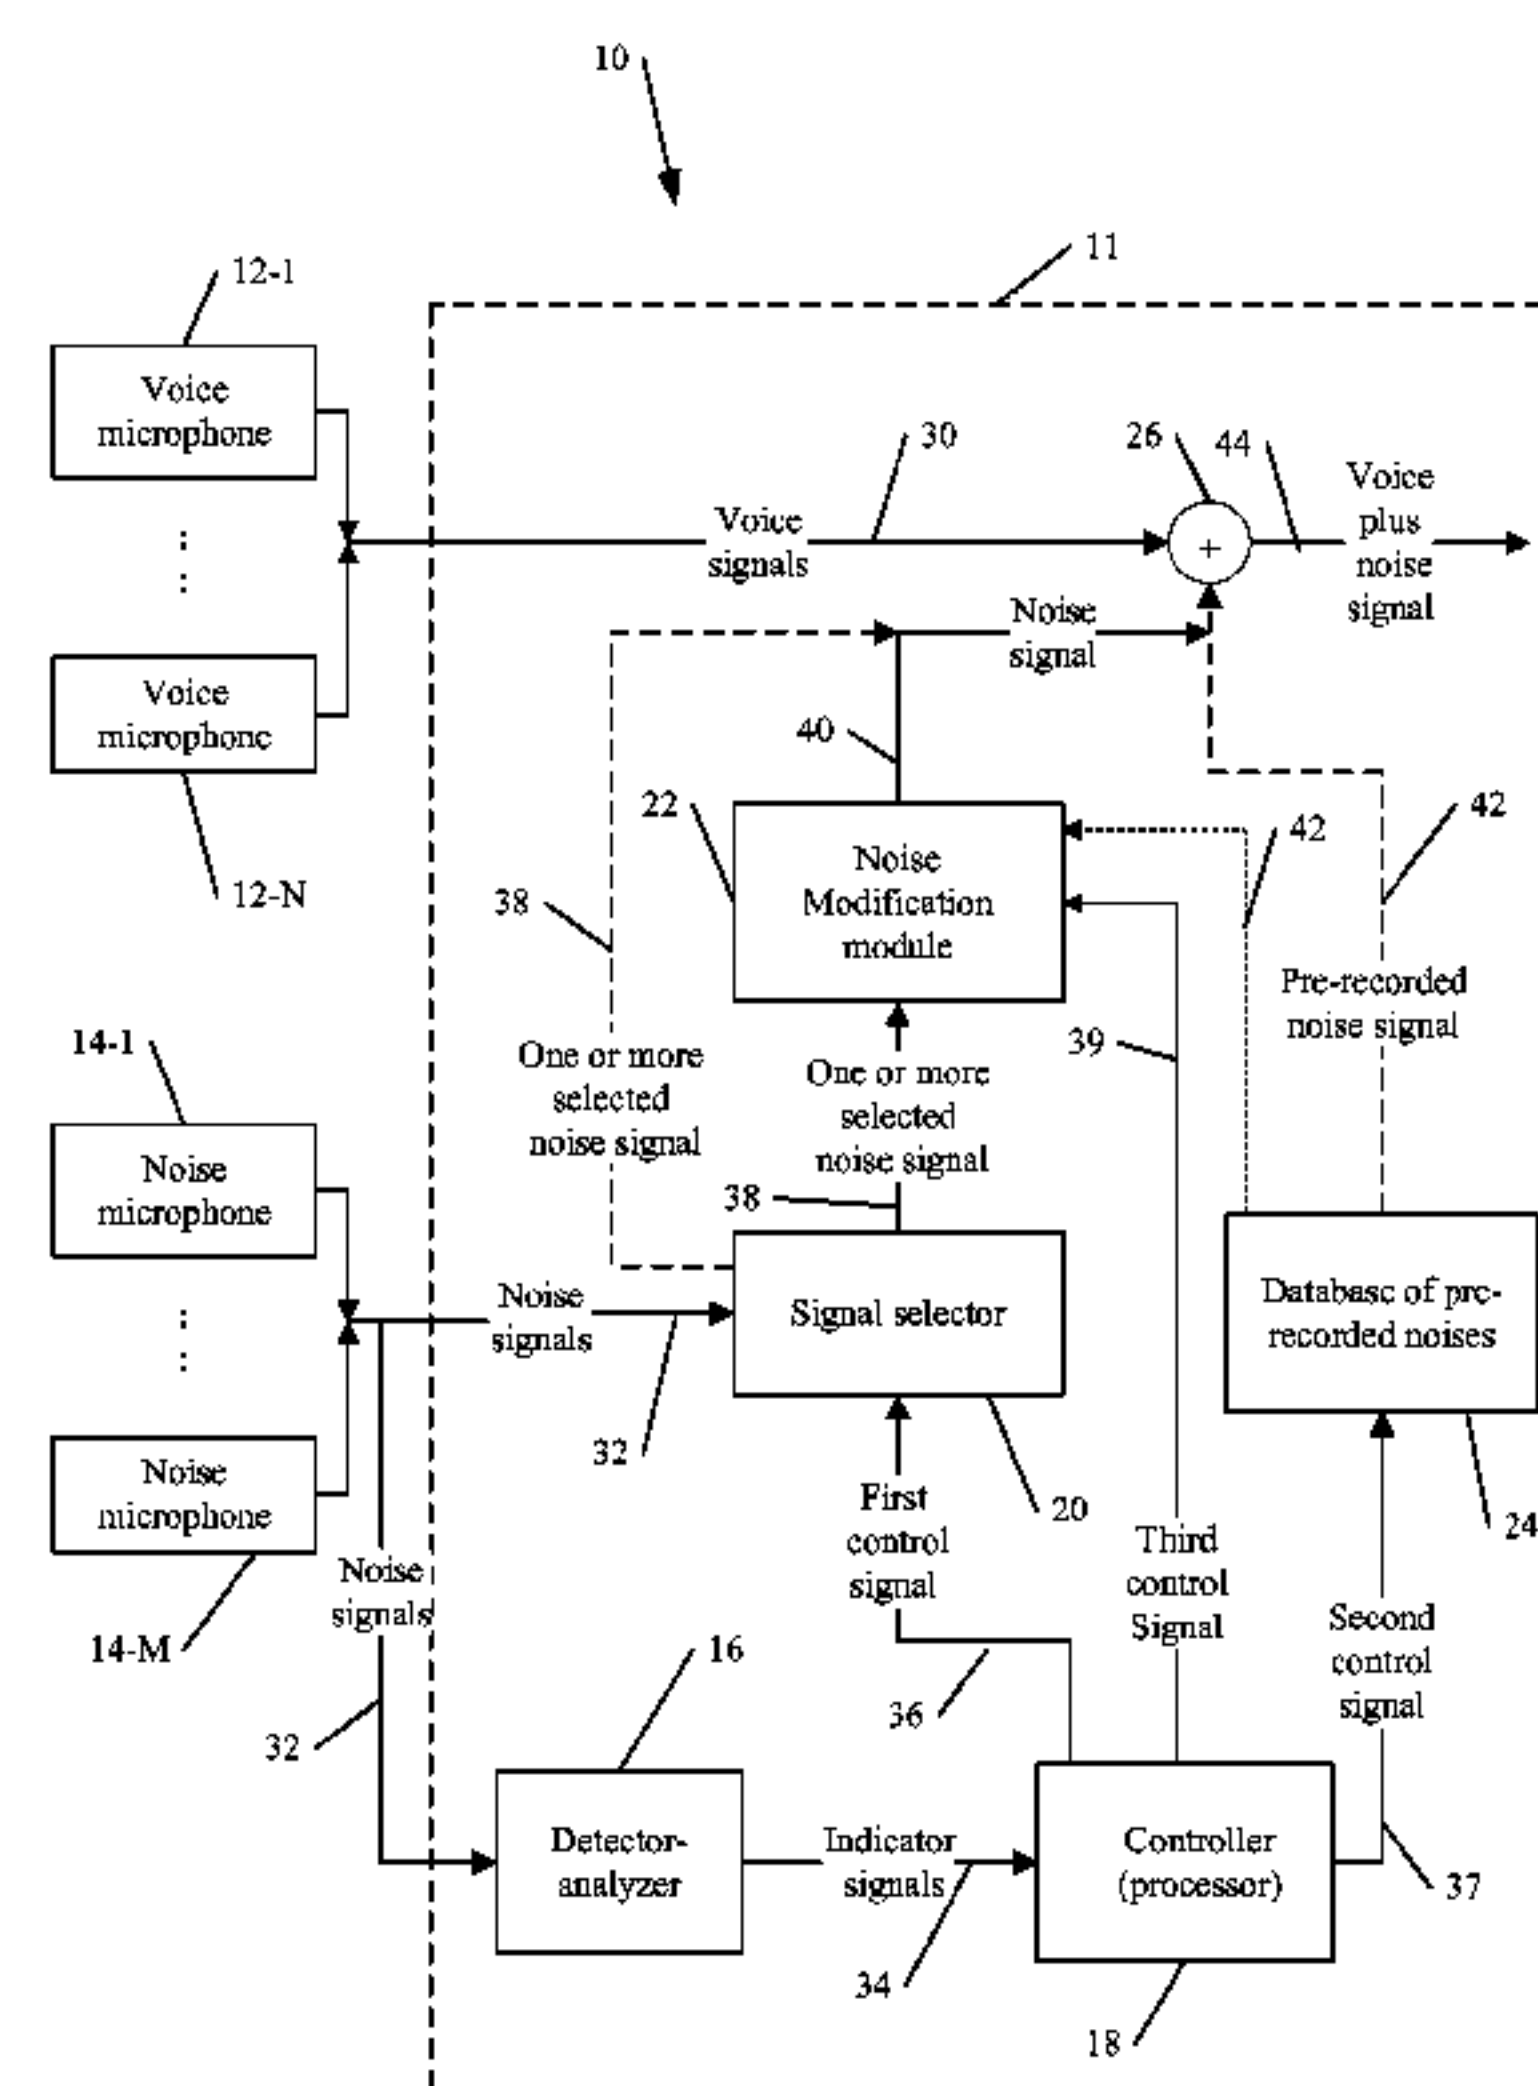 10
11
12-1
Voice
microphone
:
:
Voice
microphone
12-N
30
26
44
Voice
signals
+
Voice
plus
noise
signal
Noise
signal
40
22
42
42
Noise
Modification
module
38
Pre-recorded
noise signal
39
14-1
One or more
selected
noise signal
One or more
selected
noise signal
38
Noise
microphone
:
:
Noise
microphone
14-M
Noise
signals
Signal selector
Database of pre-
recorded noises
32
20
24
First
control
signal
Third
control
Signal
Second
control
signal
Noise
signals
32
16
36
Detector-
analyzer
Indicator
signals
Controller
(processor)
37
34
18